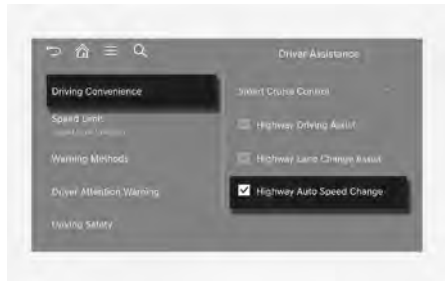 Driver Assistance
Driving Convenience
Speed Limit
Warning Methods
Driver Attention Warning
Driving Safety
Smart Cruise Control
Highway Driving Assist
Highway Lane Change Assist
Highway Auto Speed Change